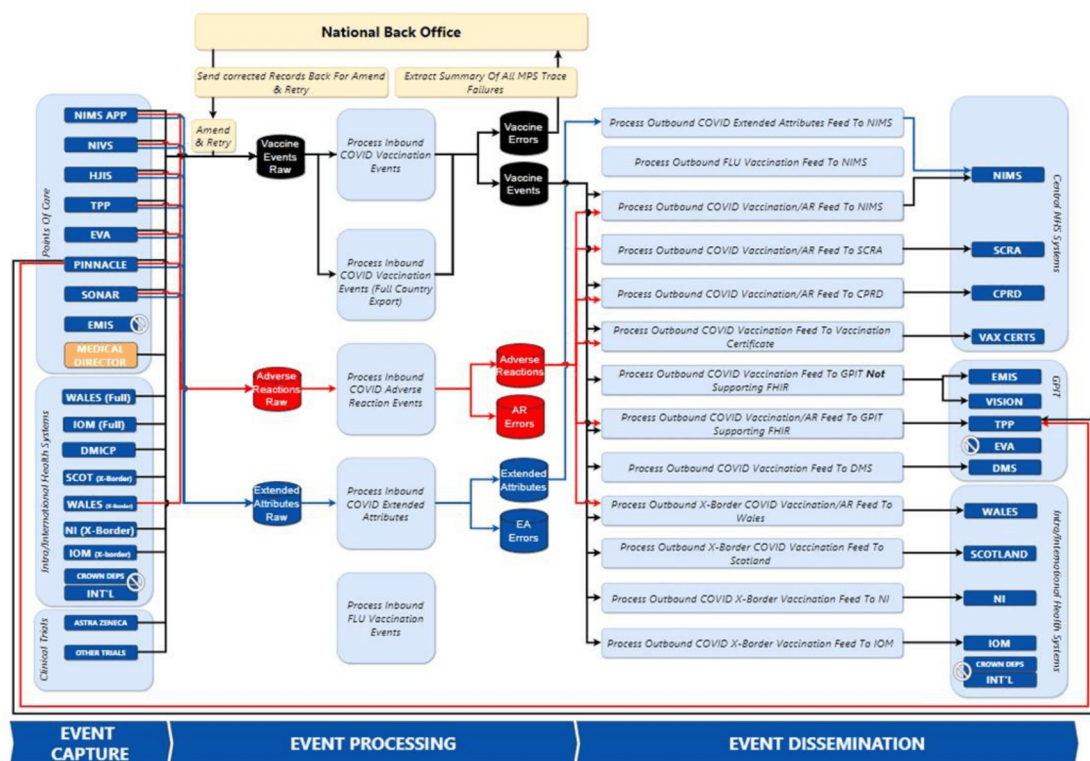 National Back Office
Send corrected Records Back For Amend
& Retry
Extract Summary Of All MPS Trace
Failures
Amend
& Retry
Points Of Care
NIMS APP
NIVS
HJIS
TPP
EVA
PINNACLE
SONAR
EMIS
MEDICAL
DIRECTOR
Intra/International Health Systems
WALES (Full)
IOM (Full)
DMICP
SCOT (X-Border)
WALES (X-Border)
NI (X-Border)
IOM (X-border)
CROWN DEPS
INT'L
Clinical Trials
ASTRA ZENECA
OTHER TRIALS
Vaccine
Events
Raw
Adverse
Reactions
Raw
Extended
Attributes
Raw
Process Inbound
COVID Vaccination
Events
Process Inbound
COVID Vaccination
Events (Full Country
Export)
Process Inbound
COVID Adverse
Reaction Events
Process Inbound
COVID Extended
Attributes
Process Inbound
FLU Vaccination
Events
Vaccine
Errors
Vaccine
Events
Adverse
Reactions
AR
Errors
Extended
Attributes
EA
Errors
Process Outbound COVID Extended Attributes Feed To NIMS
Process Outbound FLU Vaccination Feed To NIMS
Process Outbound COVID Vaccination/AR Feed To NIMS
Process Outbound COVID Vaccination/AR Feed To SCRA
Process Outbound COVID Vaccination/AR Feed To CPRD
Process Outbound COVID Vaccination Feed To Vaccination
Certificate
Process Outbound COVID Vaccination Feed To GPIT Not
Supporting FHIR
Process Outbound COVID Vaccination/AR Feed To GPIT
Supporting FHIR
Process Outbound COVID Vaccination Feed To DMS
Process Outbound X-Border COVID Vaccination/AR Feed To
Wales
Process Outbound X-Border COVID Vaccination Feed To
Scotland
Process Outbound COVID X-Border Vaccination Feed To NI
Process Outbound COVID X-Border Vaccination Feed To IOM
Central NHS Systems
NIMS
SCRA
CPRD
VAX CERTS
GPIT
EMIS
VISION
TPP
EVA
DMS
Intra/International Health Systems
WALES
SCOTLAND
NI
IOM
CROWN DEPS
INT'L
EVENT
CAPTURE
EVENT PROCESSING
EVENT DISSEMINATION